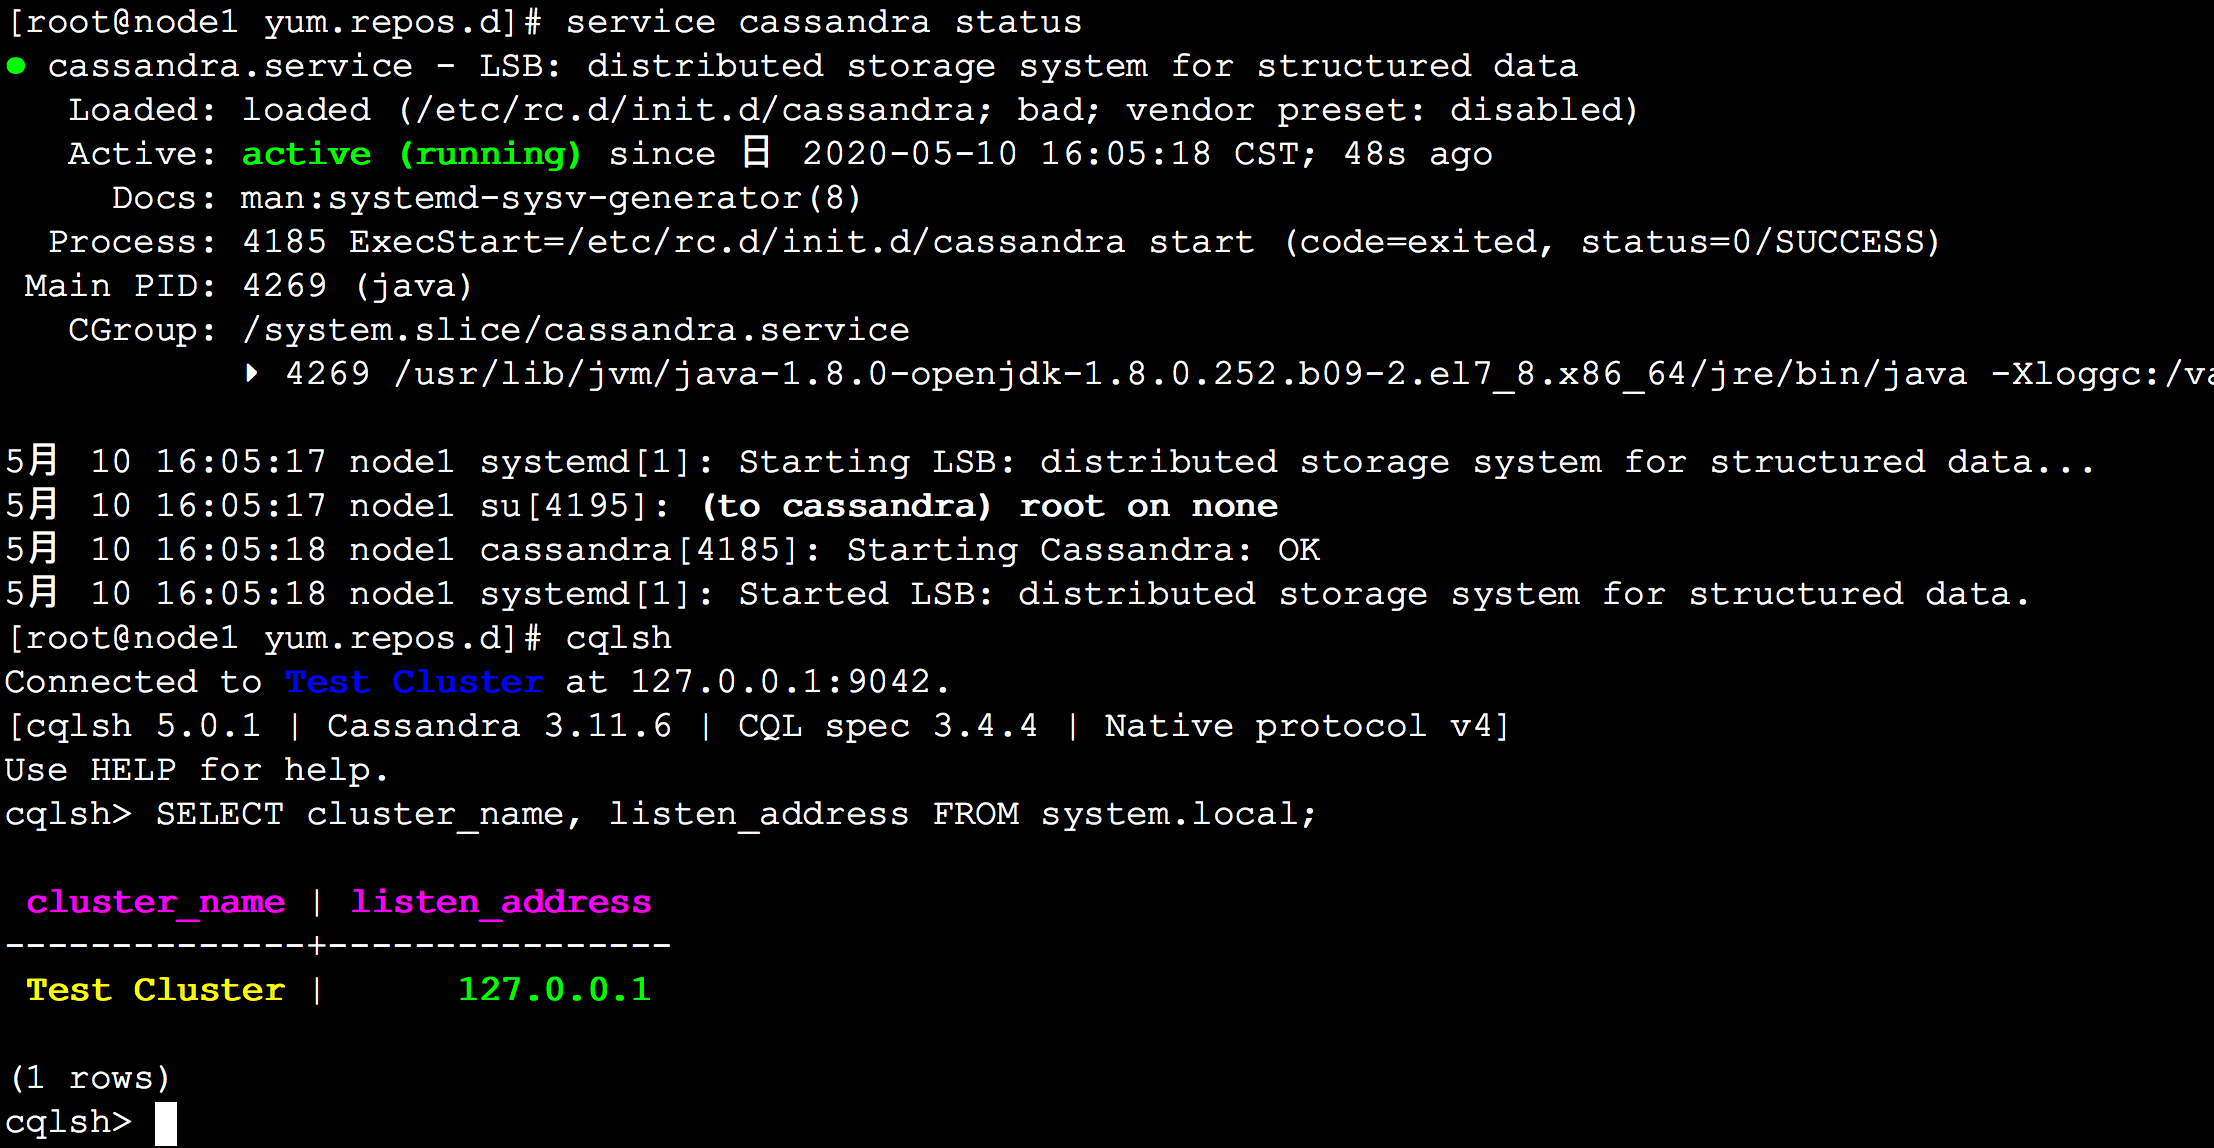 [root@node1 yum.repos.d]# service cassandra status
● cassandra.service - LSB: distributed storage system for structured data
   Loaded: loaded (/etc/rc.d/init.d/cassandra; bad; vendor preset: disabled)
   Active: active (running) since 日 2020-05-10 16:05:18 CST; 48s ago
     Docs: man:systemd-sysv-generator(8)
  Process: 4185 ExecStart=/etc/rc.d/init.d/cassandra start (code=exited, status=0/SUCCESS)
 Main PID: 4269 (java)
   CGroup: /system.slice/cassandra.service
           ‣ 4269 /usr/lib/jvm/java-1.8.0-openjdk-1.8.0.252.b09-2.el7_8.x86_64/jre/bin/java -Xloggc:/va
5月 10 16:05:17 node1 systemd[1]: Starting LSB: distributed storage system for structured data...
5月 10 16:05:17 node1 su[4195]: (to cassandra) root on none
5月 10 16:05:18 node1 cassandra[4185]: Starting Cassandra: OK
5月 10 16:05:18 node1 systemd[1]: Started LSB: distributed storage system for structured data.
[root@node1 yum.repos.d]# cqlsh
Connected to Test Cluster at 127.0.0.1:9042.
[cqlsh 5.0.1 | Cassandra 3.11.6 | CQL spec 3.4.4 | Native protocol v4]
Use HELP for help.
cqlsh> SELECT cluster_name, listen_address FROM system.local;
 cluster_name | listen_address
--------------+----------------
 Test Cluster |      127.0.0.1
(1 rows)
cqlsh>